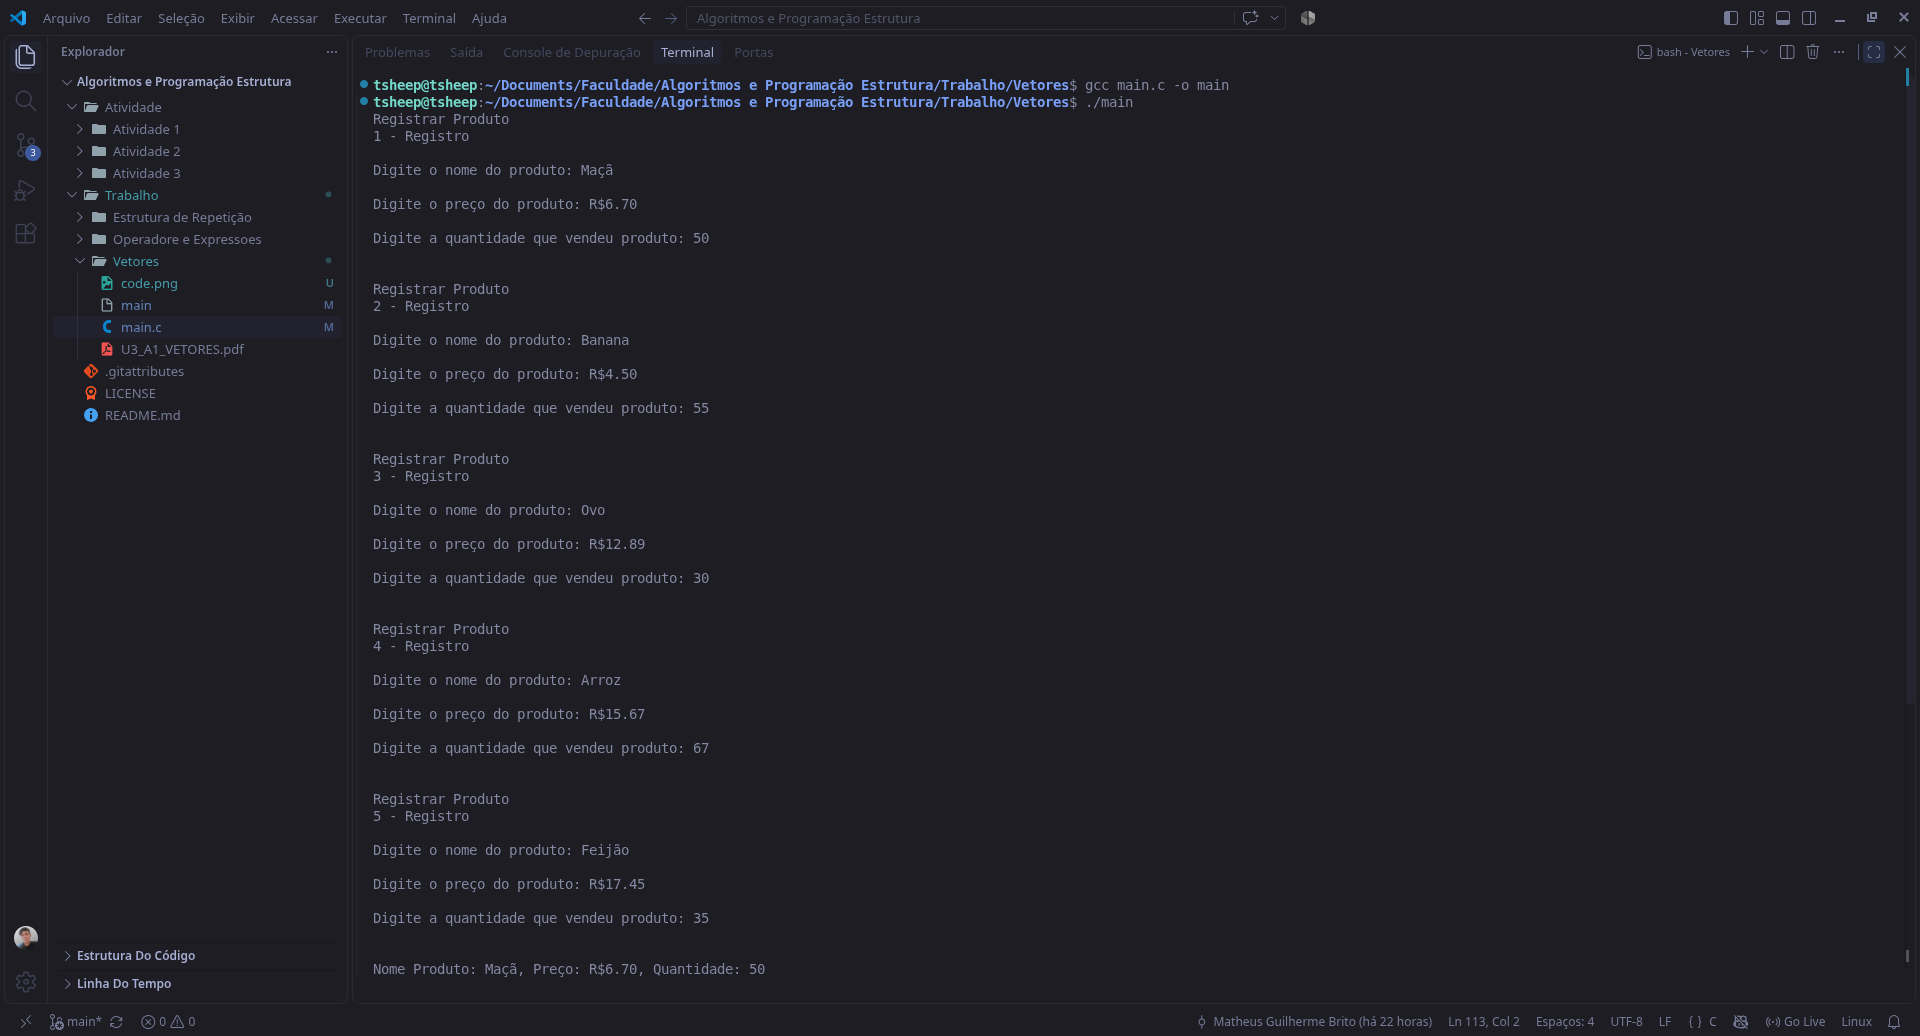 Arquivo Editar Seleção Exibir Acessar Executar Terminal Ajuda
Algoritmos e Programação Estrutura
Explorador
Algoritmos e Programação Estrutura
Atividade
Atividade 1
Atividade 2
Atividade 3
Trabalho
Estrutura de Repetição
Operadore e Expressoes
Vetores
code.png U
main M
main.c M
U3_A1_VETORES.pdf
.gitattributes
LICENSE
README.md
3
Estrutura Do Código
Linha Do Tempo
Problemas Saída Console de Depuração Terminal Portas
bash - Vetores
tsheep@tsheep:~/Documents/Faculdade/Algoritmos e Programação Estrutura/Trabalho/Vetores$ gcc main.c -o main
tsheep@tsheep:~/Documents/Faculdade/Algoritmos e Programação Estrutura/Trabalho/Vetores$ ./main
Registrar Produto
1 - Registro
Digite o nome do produto: Maçã
Digite o preço do produto: R$6.70
Digite a quantidade que vendeu produto: 50
Registrar Produto
2 - Registro
Digite o nome do produto: Banana
Digite o preço do produto: R$4.50
Digite a quantidade que vendeu produto: 55
Registrar Produto
3 - Registro
Digite o nome do produto: Ovo
Digite o preço do produto: R$12.89
Digite a quantidade que vendeu produto: 30
Registrar Produto
4 - Registro
Digite o nome do produto: Arroz
Digite o preço do produto: R$15.67
Digite a quantidade que vendeu produto: 67
Registrar Produto
5 - Registro
Digite o nome do produto: Feijão
Digite o preço do produto: R$17.45
Digite a quantidade que vendeu produto: 35
Nome Produto: Maçã, Preço: R$6.70, Quantidade: 50
main* 0 0 Matheus Guilherme Brito (há 22 horas) Ln 113, Col 2 Espaços: 4 UTF-8 LF { } C Go Live Linux